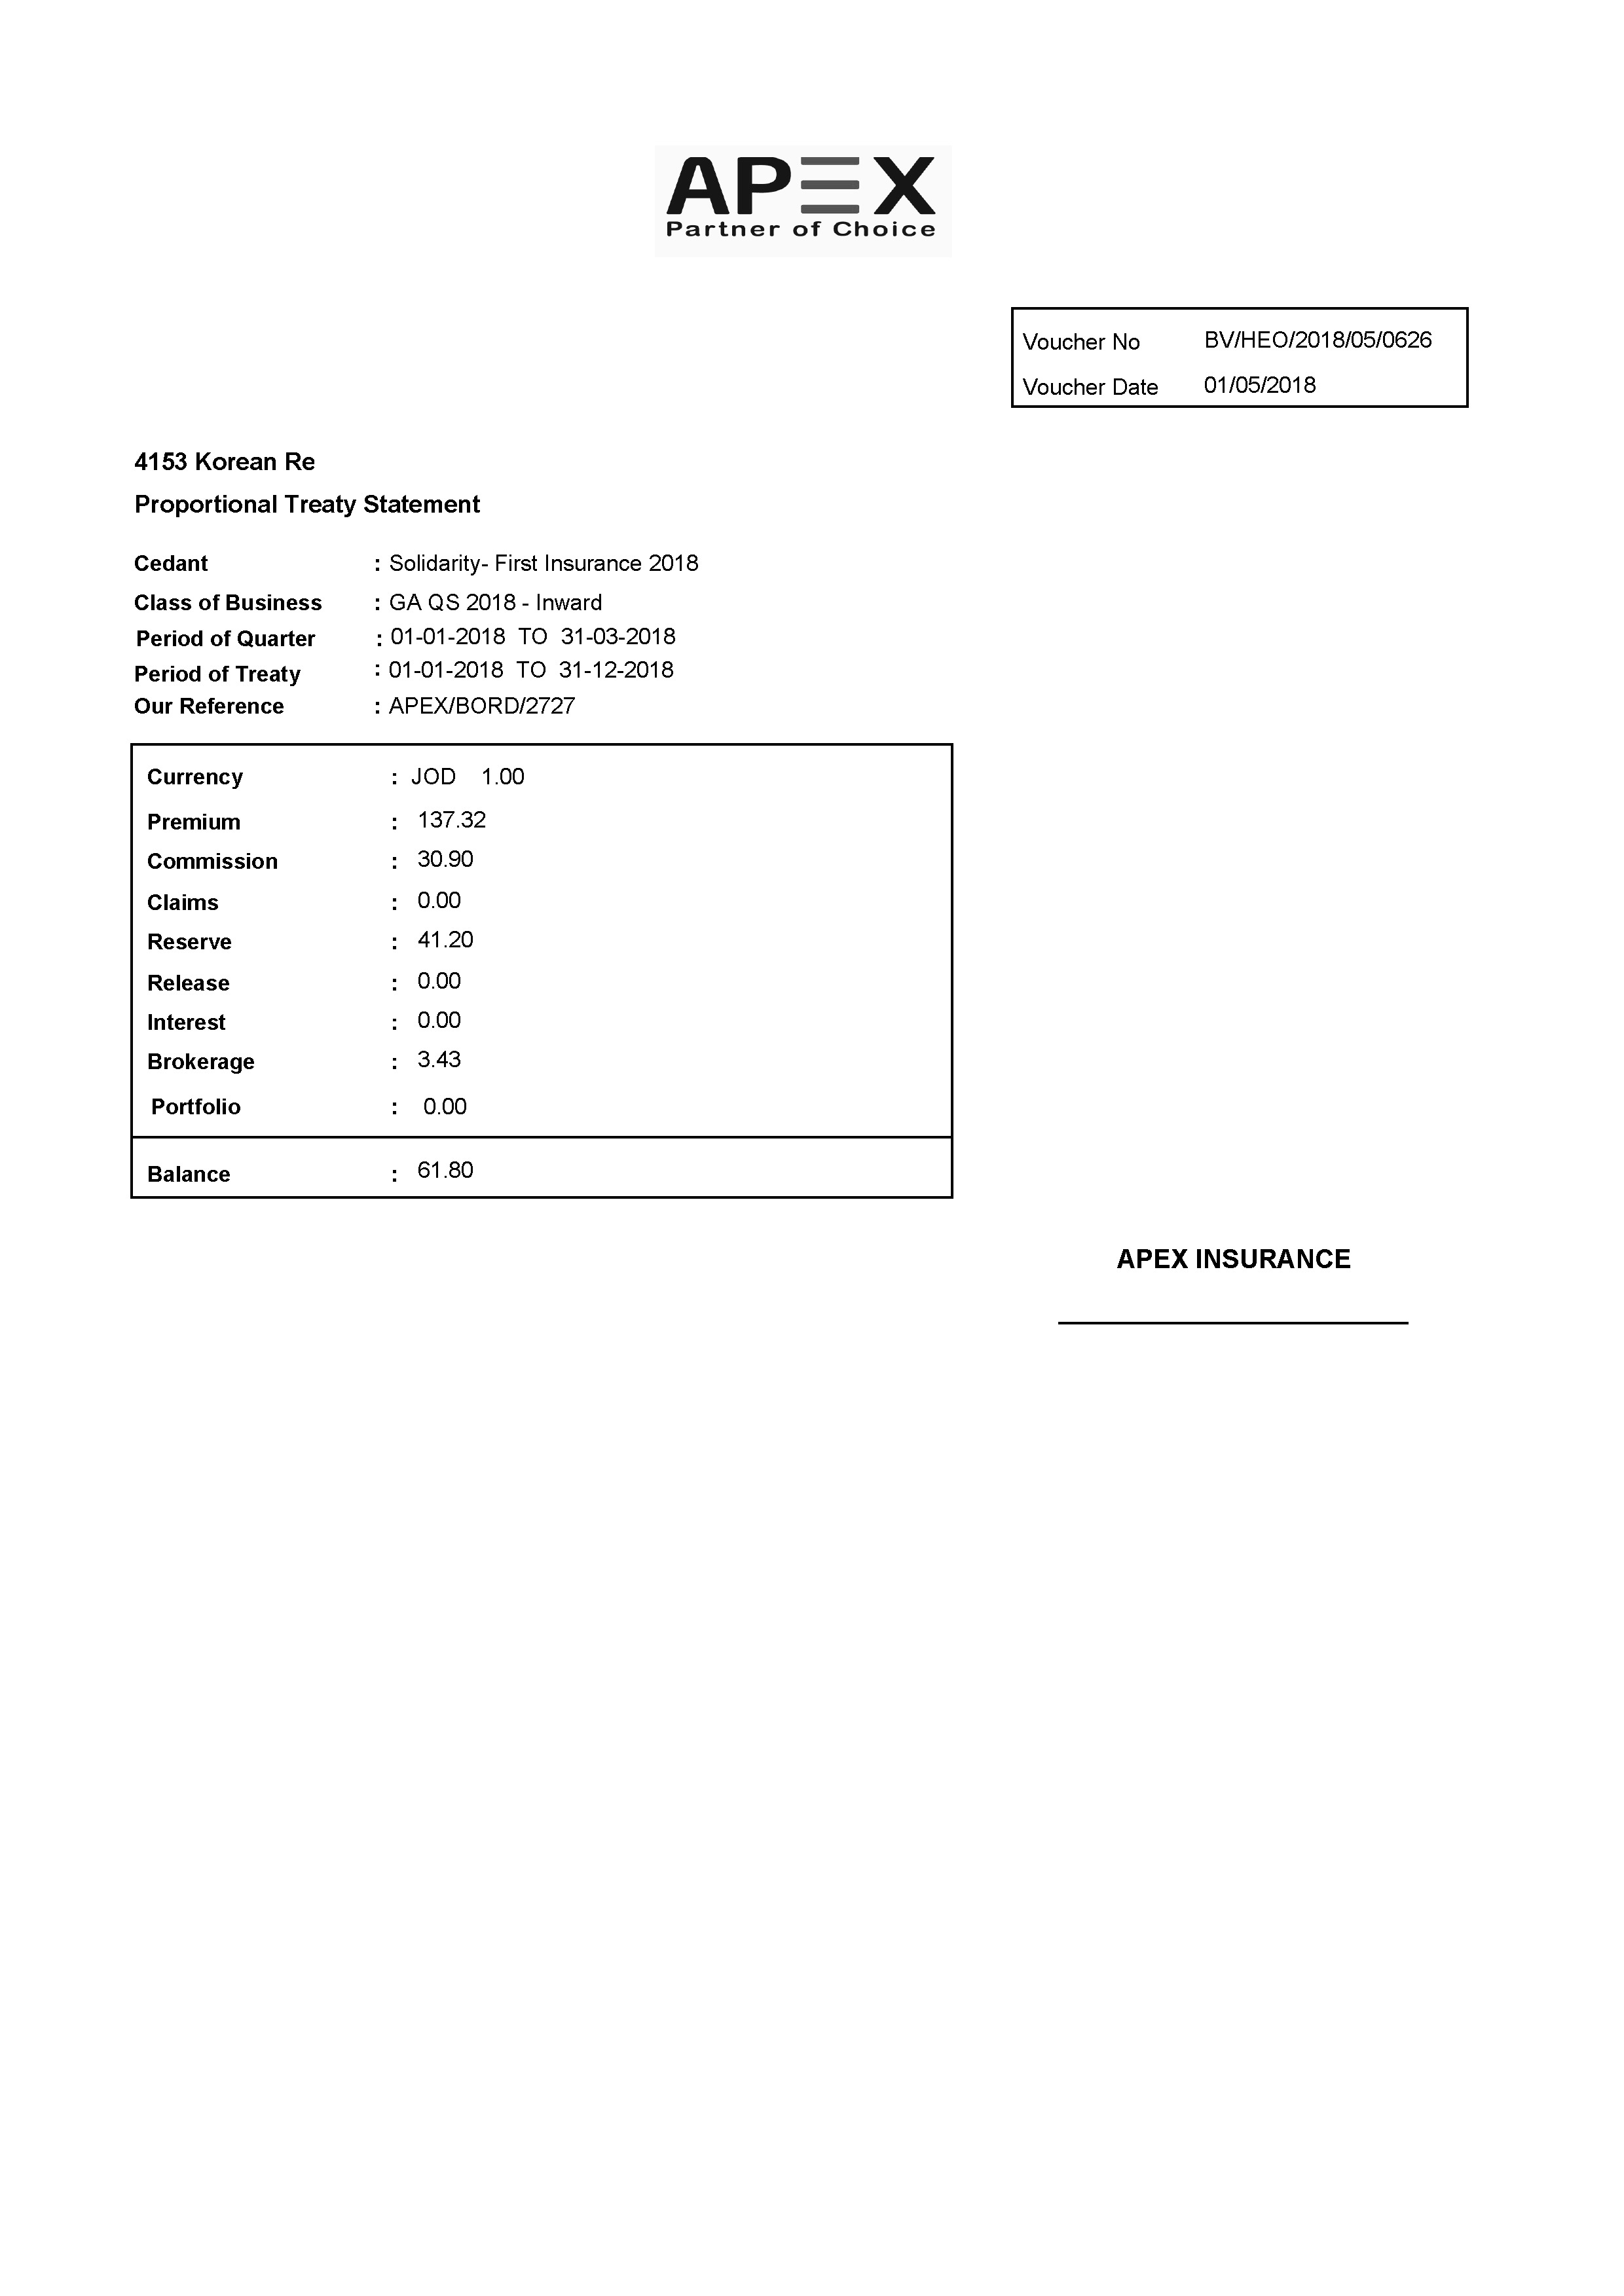 APEX
Partner of Choice
Voucher No BV/HEO/2018/05/0626
Voucher Date 01/05/2018
4153 Korean Re
Proportional Treaty Statement
Cedant : Solidarity- First Insurance 2018
Class of Business : GA QS 2018 - Inward
Period of Quarter : 01-01-2018 TO 31-03-2018
Period of Treaty : 01-01-2018 TO 31-12-2018
Our Reference : APEX/BORD/2727
Currency : JOD 1.00
Premium : 137.32
Commission : 30.90
Claims : 0.00
Reserve : 41.20
Release : 0.00
Interest : 0.00
Brokerage : 3.43
Portfolio : 0.00
Balance : 61.80
APEX INSURANCE